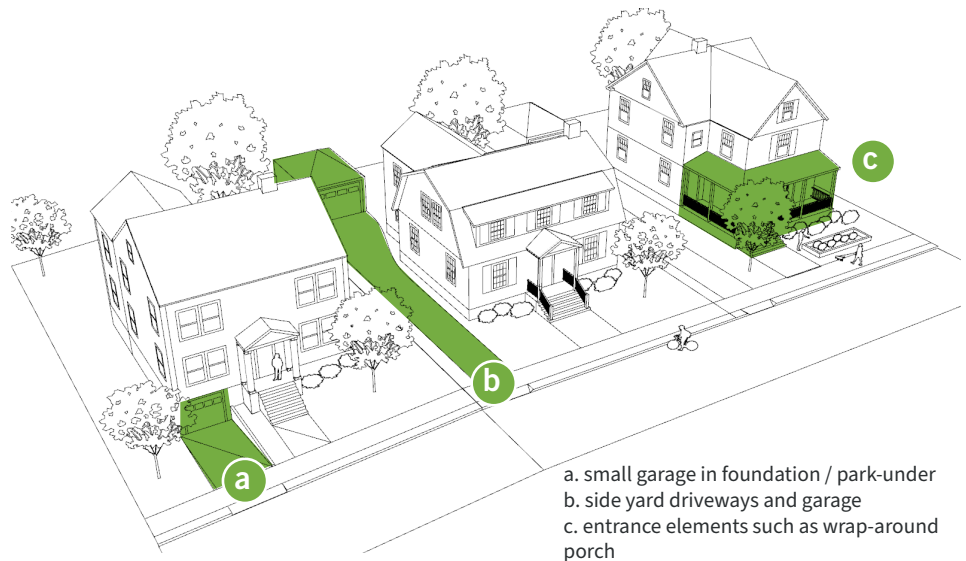 c
b
a
a. small garage in foundation / park-under
b. side yard driveways and garage
c. entrance elements such as wrap-around
porch